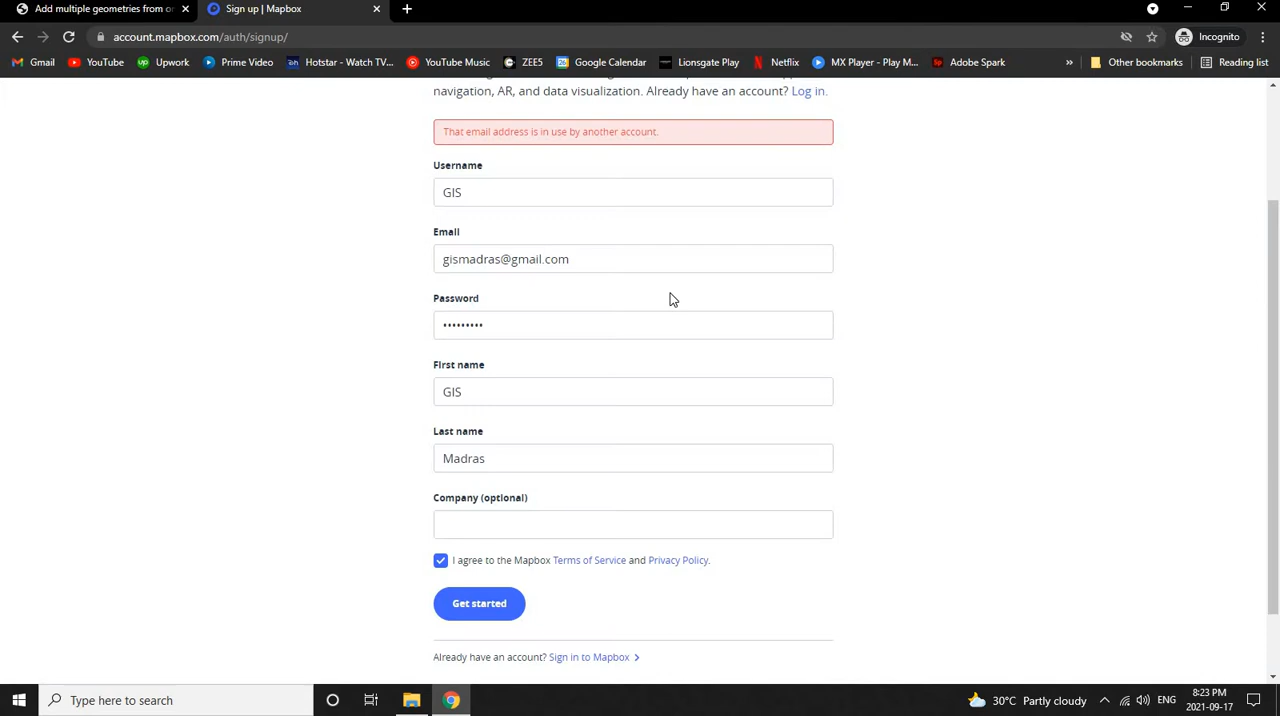 Add multiple geometries from or
Sign up | Mapbox
account.mapbox.com/auth/signup/
Incognito
Gmail
YouTube
Upwork
Prime Video
Hotstar - Watch TV...
YouTube Music
ZEE5
Google Calendar
Lionsgate Play
Netflix
MX Player - Play M...
Adobe Spark
»
Other bookmarks
Reading list
navigation, AR, and data visualization. Already have an account? Log in.
That email address is in use by another account.
Username
GIS
Email
gismadras@gmail.com
Password
•••••••••
First name
GIS
Last name
Madras
Company (optional)
I agree to the Mapbox Terms of Service and Privacy Policy.
Get started
Already have an account? Sign in to Mapbox
Type here to search
30°C Partly cloudy
ENG
8:23 PM
2021-09-17